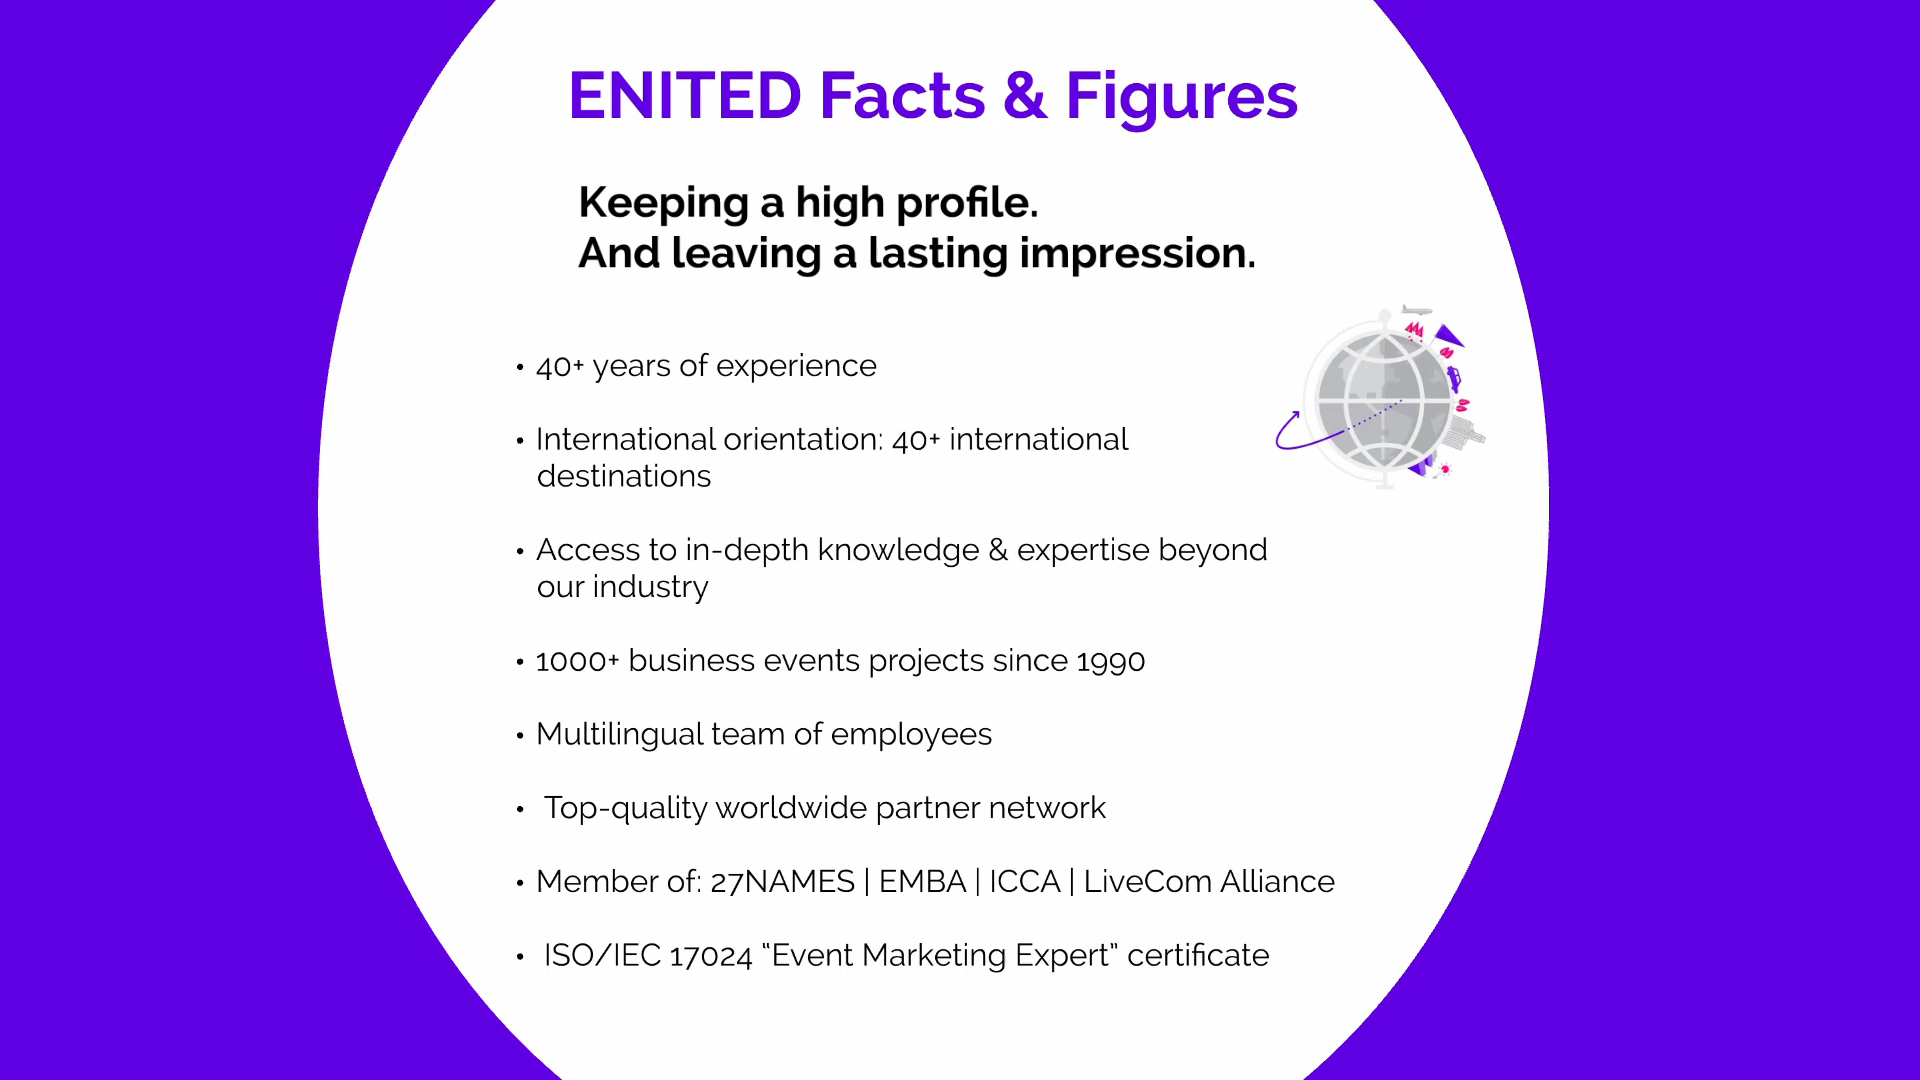 ENITED Facts & Figures
Keeping a high profile.
And leaving a lasting impression.
• 40+ years of experience
• International orientation: 40+ international
destinations
• Access to in-depth knowledge & expertise beyond
our industry
• 1000+ business events projects since 1990
• Multilingual team of employees
• Top-quality worldwide partner network
• Member of: 27NAMES | EMBA | ICCA | LiveCom Alliance
• ISO/IEC 17024 “Event Marketing Expert” certificate